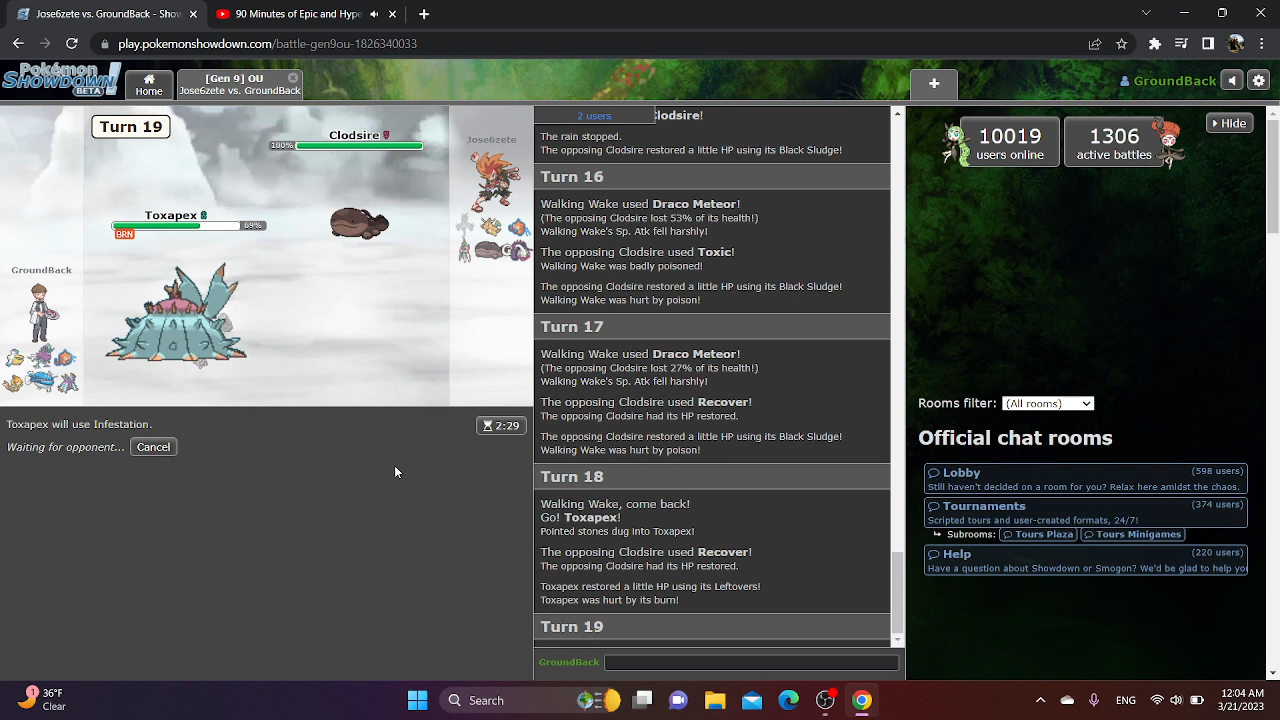 Jose6zete vs. GroundBack - Show
90 Minutes of Epic and Hype
play.pokemonshowdown.com/battle-gen9ou-1826340033
Pokémon
SHOWDOWN!
BETA
Home
[Gen 9] OU
Jose6zete vs. GroundBack
GroundBack
Turn 19
Clodsire
100%
Jose6zete
Toxapex
69%
BRN
GroundBack
Toxapex will use Infestation.
2:29
Waiting for opponent...
Cancel
2 users
Clodsire!
The rain stopped.
The opposing Clodsire restored a little HP using its Black Sludge!
Turn 16
Walking Wake used Draco Meteor!
(The opposing Clodsire lost 53% of its health!)
Walking Wake's Sp. Atk fell harshly!
The opposing Clodsire used Toxic!
Walking Wake was badly poisoned!
The opposing Clodsire restored a little HP using its Black Sludge!
Walking Wake was hurt by poison!
Turn 17
Walking Wake used Draco Meteor!
(The opposing Clodsire lost 27% of its health!)
Walking Wake's Sp. Atk fell harshly!
The opposing Clodsire used Recover!
The opposing Clodsire had its HP restored.
The opposing Clodsire restored a little HP using its Black Sludge!
Walking Wake was hurt by poison!
Turn 18
Walking Wake, come back!
Go! Toxapex!
Pointed stones dug into Toxapex!
The opposing Clodsire used Recover!
The opposing Clodsire had its HP restored.
Toxapex restored a little HP using its Leftovers!
Toxapex was hurt by its burn!
Turn 19
GroundBack
10019
users online
1306
active battles
Hide
Rooms filter: (All rooms)
Official chat rooms
Lobby (598 users)
Still haven't decided on a room for you? Relax here amidst the chaos.
Tournaments (374 users)
Scripted tours and user-created formats, 24/7!
Subrooms: Tours Plaza Tours Minigames
Help (220 users)
Have a question about Showdown or Smogon? We'd be glad to help you
1
36°F
Clear
Search
ENG
12:04 AM
3/21/2023